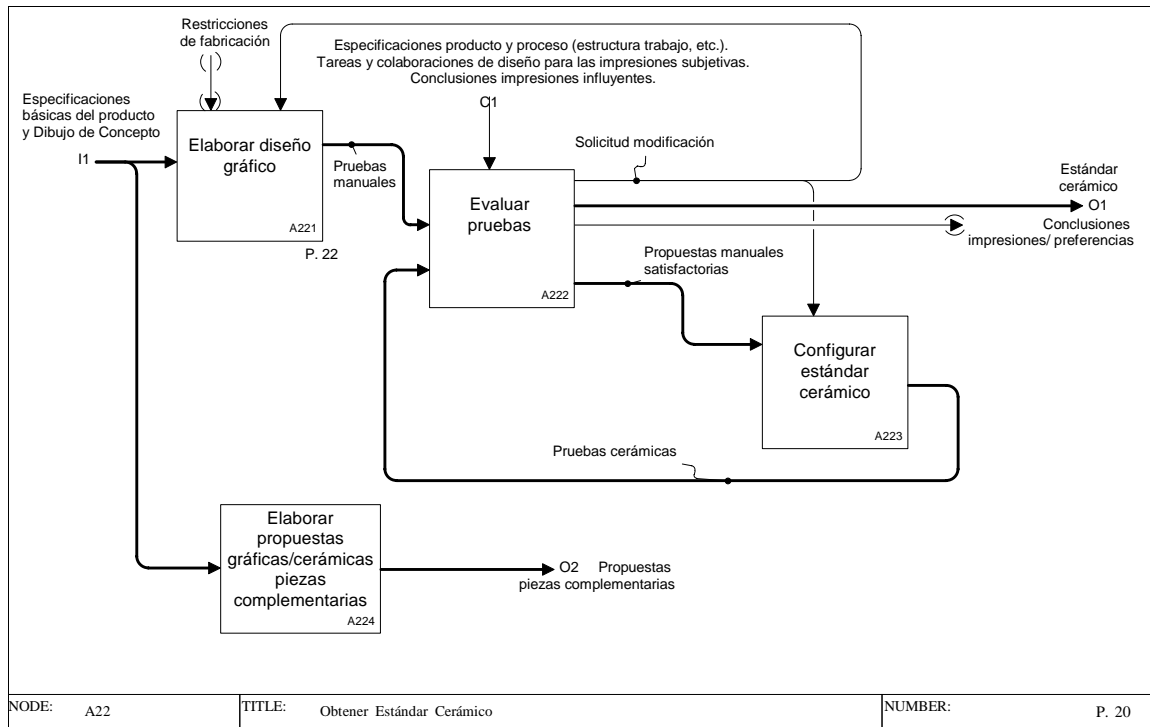 Restricciones
de fabricación
Especificaciones producto y proceso (estructura trabajo, etc.).
Tareas y colaboraciones de diseño para las impresiones subjetivas.
Conclusiones impresiones influyentes.
C1
Especificaciones
básicas del producto
y Dibujo de Concepto
I1
Elaborar diseño
gráfico
A221
P. 22
Pruebas
manuales
Solicitud modificación
Evaluar
pruebas
A222
Estándar
cerámico
O1
Conclusiones
impresiones/ preferencias
Propuestas manuales
satisfactorias
Configurar
estándar
cerámico
A223
Pruebas cerámicas
Elaborar
propuestas
gráficas/cerámicas
piezas
complementarias
A224
O2 Propuestas
piezas complementarias
NODE: A22 TITLE: Obtener Estándar Cerámico NUMBER: P. 20